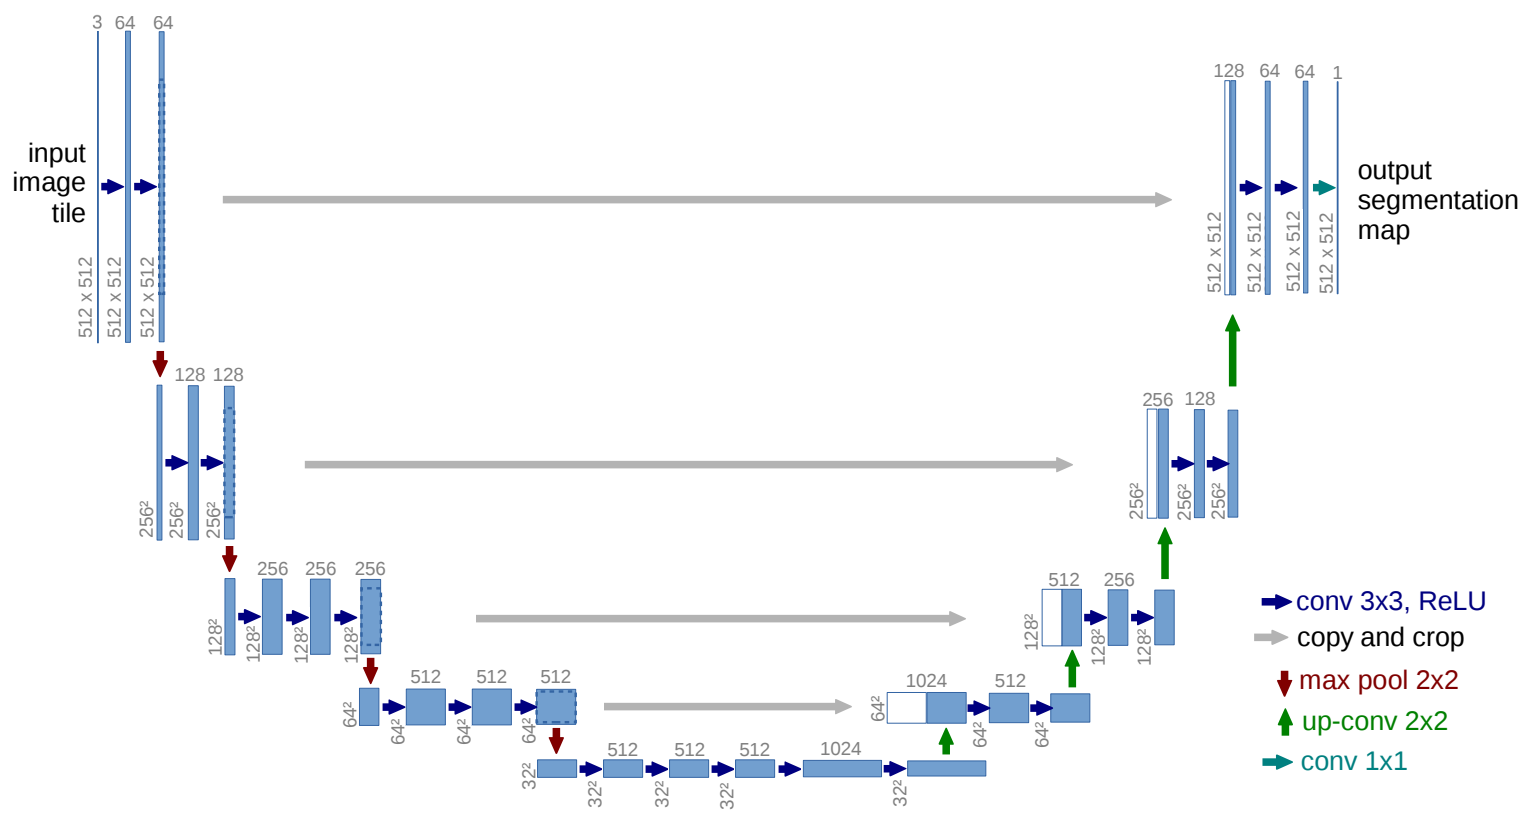 3 64 64
input
image
tile
512 x 512
512 x 512
512 x 512
128 64 64 1
output
segmentation
map
512 x 512
512 x 512
512 x 512
512 x 512
128 128
256²
256²
256²
256 128
256²
256²
256²
256 256 256
128²
128²
128²
128²
512 256
128²
128²
128²
512 512 512
64²
64²
64²
64²
1024 512
64²
64²
64²
512 512 512 1024
32²
32²
32²
32²
32²
conv 3x3, ReLU
copy and crop
max pool 2x2
up-conv 2x2
conv 1x1